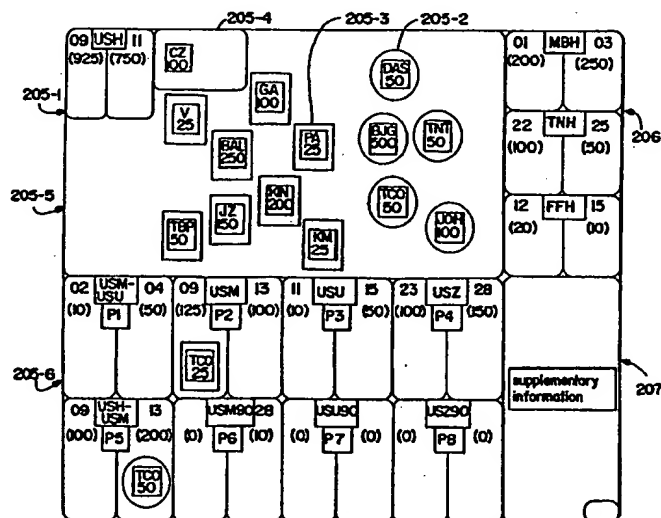 205-4
205-3
205-2
09 USH 11
(925) (750)
CZ
100
GA
100
DAS
50
01 MBH 03
(200) (250)
205-1
V
25
BAL
250
PA
25
BJG
500
TNT
50
22 TNH 25
(100) (50)
206
205-5
TBP
50
JZ
150
KIN
200
KM
25
TCO
50
JOH
100
12 FFH 15
(20) (10)
02 USM-USU 04
(10) P1 (50)
09 USM 13
(125) P2 (100)
11 USU 15
(10) P3 (50)
23 USZ 28
(100) P4 (150)
TCO
25
205-6
207
supplementary
information
09 USH-USM 13
(100) P5 (200)
USM90 28
(0) P6 (10)
USU90
(0) P7 (0)
USZ90
(0) P8 (0)
TCO
50